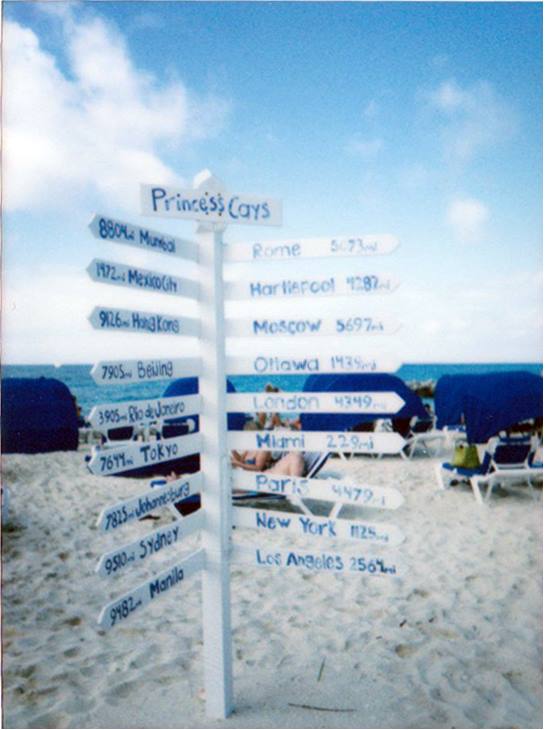 Princess Cays
8804mi Mumbai
1472mi Mexico City
9126mi Hong Kong
7905mi Beijing
3905mi Rio de Janeiro
7644mi TOKYO
7825mi Johannesburg
9510mi Sydney
9482mi Manila
Rome 5073mi
Hartlepool 4287mi
Moscow 5697mi
Ottawa 1439mi
London 4349mi
Miami 229mi
Paris 4479mi
New York 1125mi
Los Angeles 2564mi